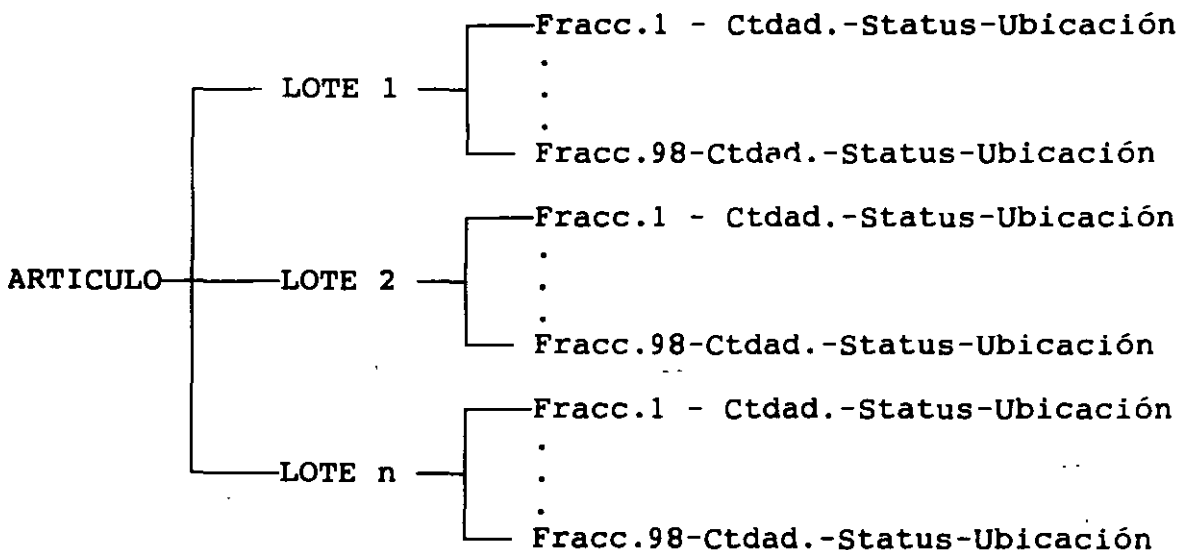 Fracc.1 - Ctdad.-Status-Ubicación
.
LOTE 1
.
.
Fracc.98-Ctdad.-Status-Ubicación
Fracc.1 - Ctdad.-Status-Ubicación
.
ARTICULO LOTE 2
.
.
Fracc.98-Ctdad.-Status-Ubicación
Fracc.1 - Ctdad.-Status-Ubicación
.
LOTE n
.
.
Fracc.98-Ctdad.-Status-Ubicación